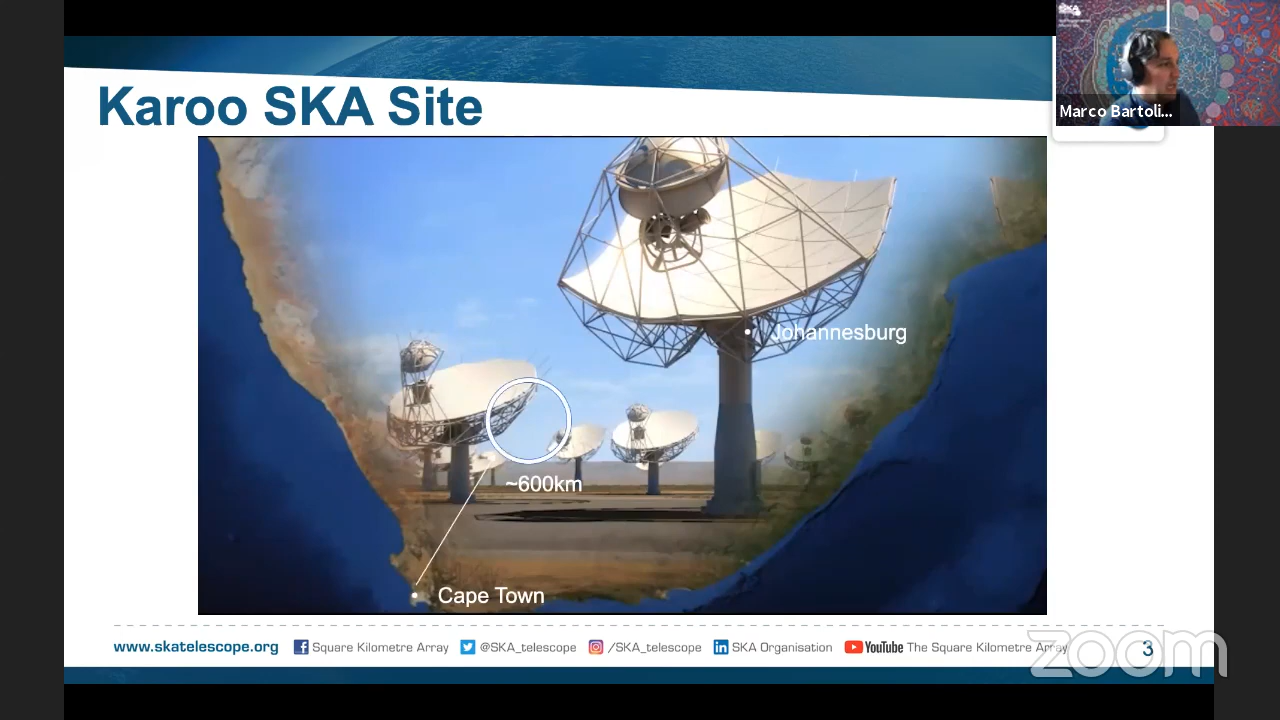 Karoo SKA Site
SKA
Marco Bartoli...
Johannesburg
~600km
Cape Town
www.skatelescope.org Square Kilometre Array @SKA_telescope /SKA_telescope SKA Organisation YouTube The Square Kilometre Array 3
zoom